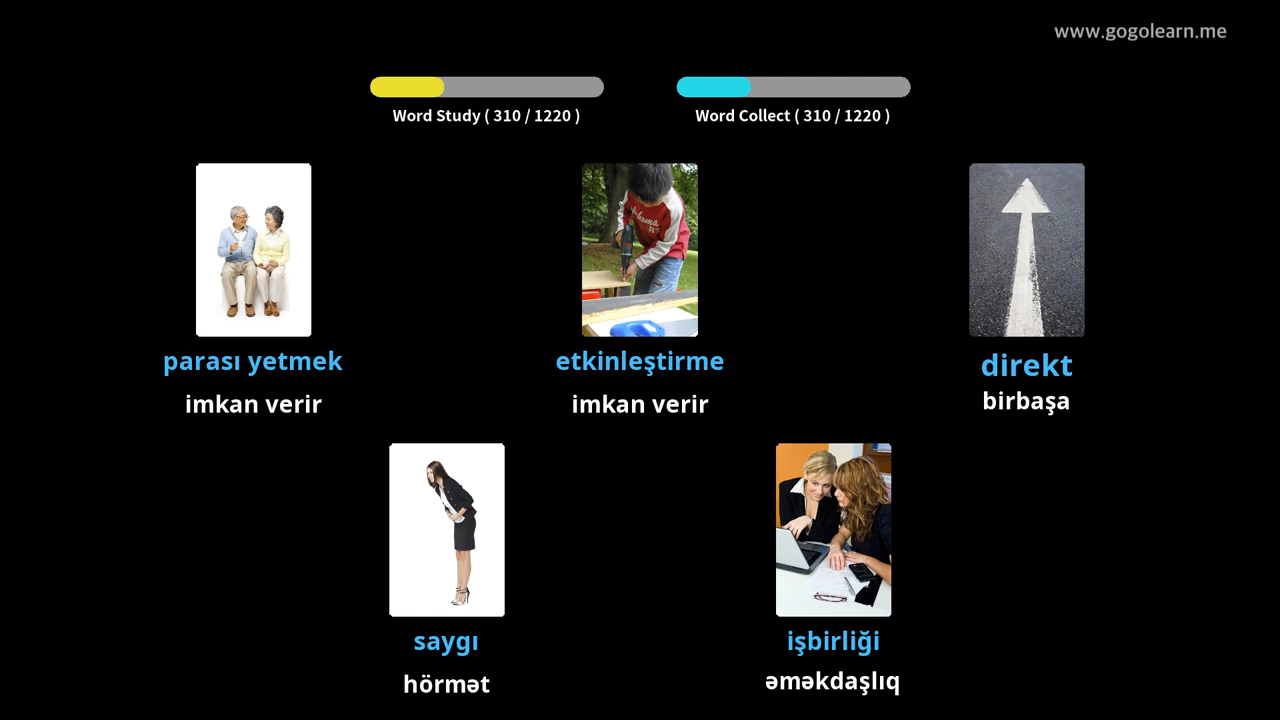 www.gogolearn.me
Word Study ( 310 / 1220 )
Word Collect ( 310 / 1220 )
parası yetmek
imkan verir
etkinleştirme
imkan verir
direkt
birbaşa
saygı
hörmət
işbirliği
əməkdaşlıq